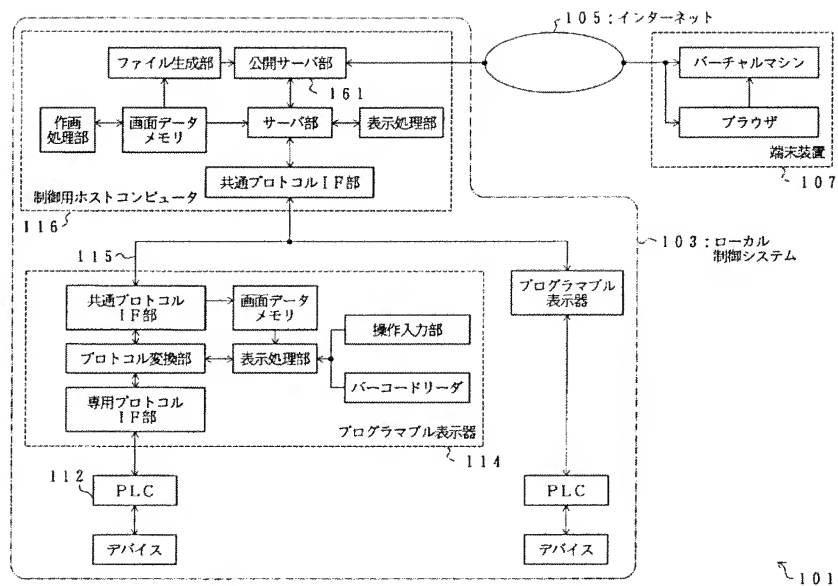 105:インターネット
ファイル生成部
公開サーバ部
161
バーチャルマシン
作画
処理部
画面データ
メモリ
サーバ部
表示処理部
ブラウザ
端末装置
107
共通プロトコルIF部
制御用ホストコンピュータ
116
115
103:ローカル
制御システム
共通プロトコル
IF部
画面データ
メモリ
プログラマブル
表示器
操作入力部
プロトコル変換部
表示処理部
バーコードリーダ
専用プロトコル
IF部
プログラマブル表示器
114
112
PLC
PLC
デバイス
デバイス
101